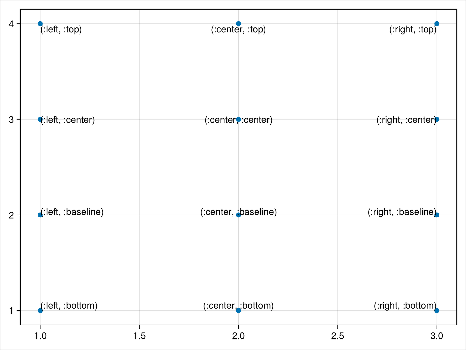 4
(:left, :top) (:center, :top) (:right, :top)
3
(:left, :center) (:center, :center) (:right, :center)
2
(:left, :baseline) (:center, :baseline) (:right, :baseline)
1
(:left, :bottom) (:center, :bottom) (:right, :bottom)
1.0 1.5 2.0 2.5 3.0